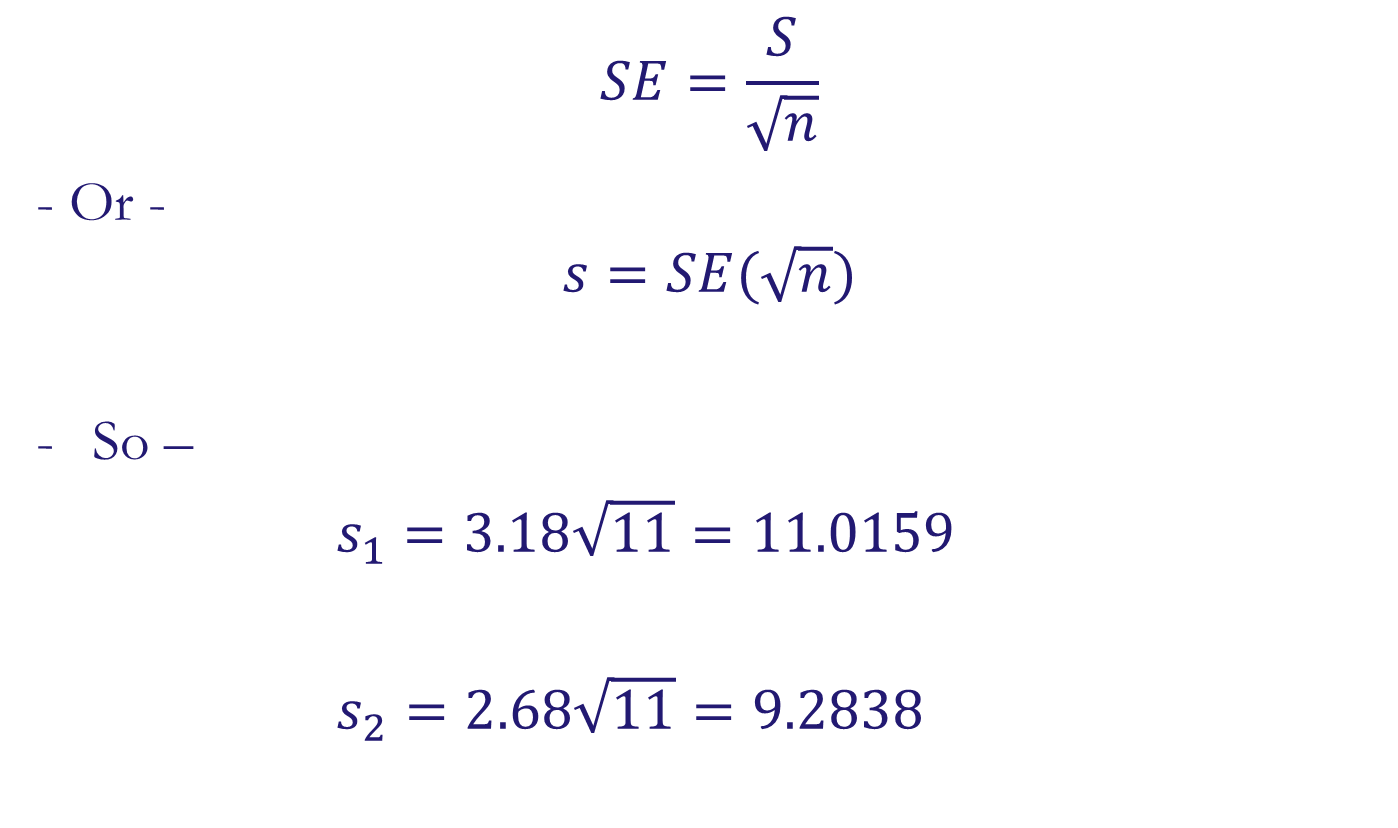 SE = S/√n
- Or -
s = SE(√n)
- So –
s₁ = 3.18√11 = 11.0159
s₂ = 2.68√11 = 9.2838